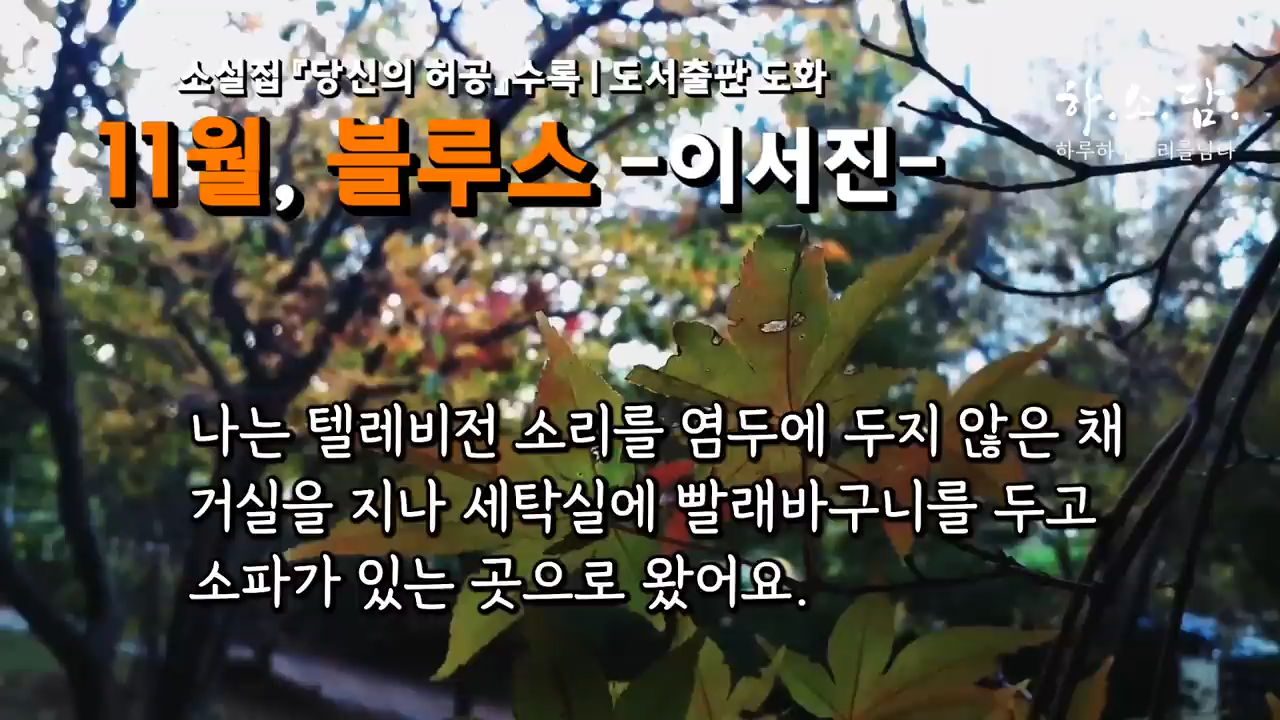 소설집 『당신의 허공』 수록 | 도서출판 도화
11월, 블루스 -이서진-
하.소.담.
나는 텔레비전 소리를 염두에 두지 않은 채
거실을 지나 세탁실에 빨래바구니를 두고
소파가 있는 곳으로 왔어요.